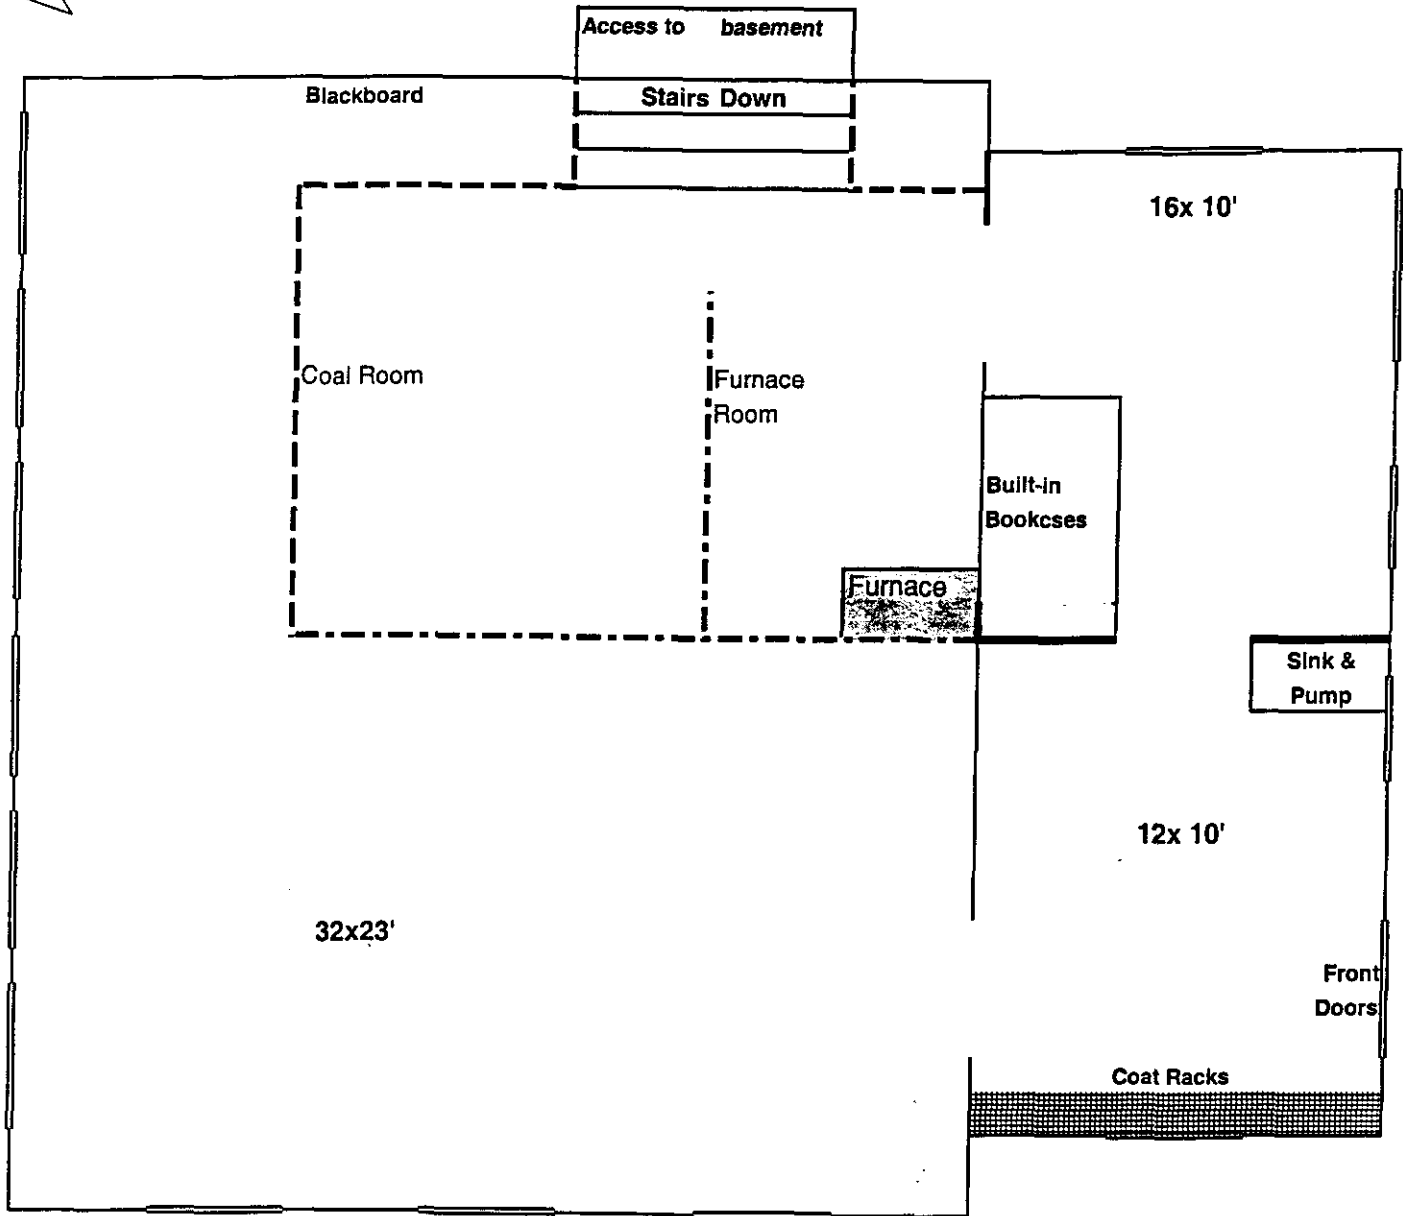 Access to basement
Blackboard
Stairs Down
16x 10'
Coal Room
Furnace
Room
Built-in
Bookcses
Furnace
Sink &
Pump
12x 10'
32x23'
Front
Doors
Coat Racks